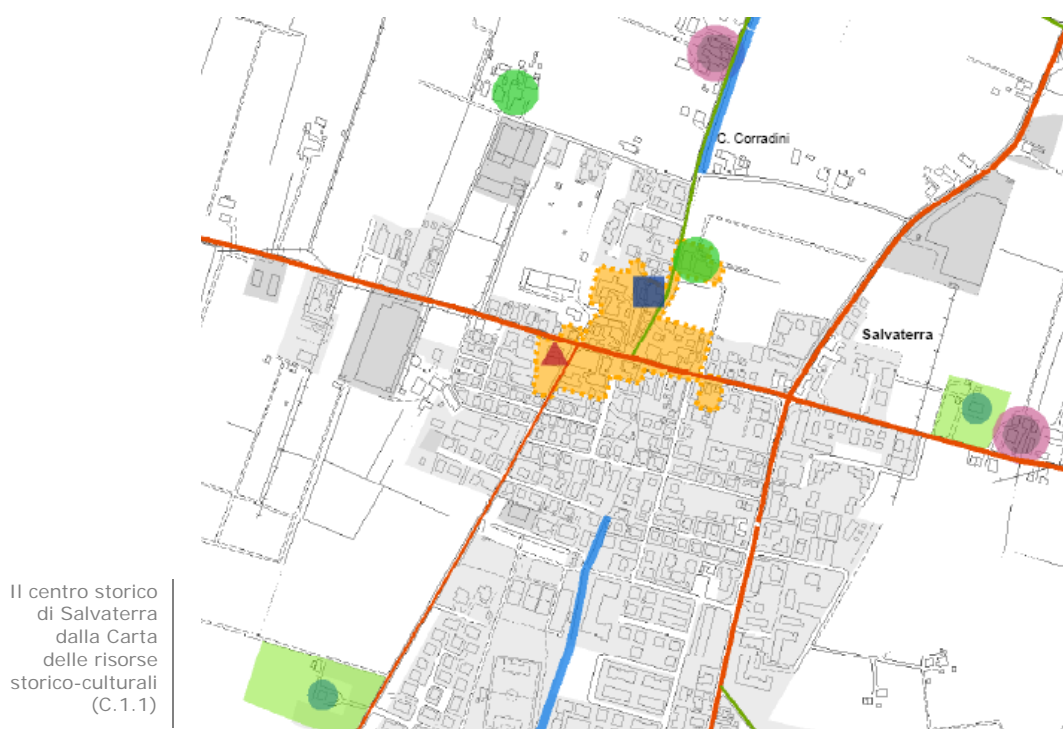 C. Corradini
Salvaterra
Il centro storico
di Salvaterra
dalla Carta
delle risorse
storico-culturali
(C.1.1)